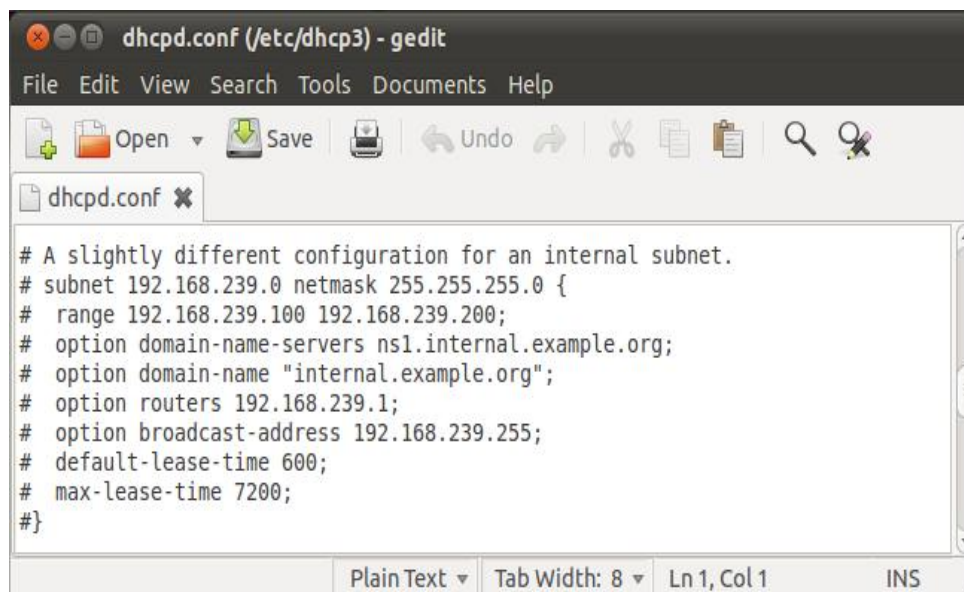 dhcpd.conf (/etc/dhcp3) - gedit
File Edit View Search Tools Documents Help
Open Save Undo
dhcpd.conf
# A slightly different configuration for an internal subnet.
# subnet 192.168.239.0 netmask 255.255.255.0 {
#  range 192.168.239.100 192.168.239.200;
#  option domain-name-servers ns1.internal.example.org;
#  option domain-name "internal.example.org";
#  option routers 192.168.239.1;
#  option broadcast-address 192.168.239.255;
#  default-lease-time 600;
#  max-lease-time 7200;
#}
Plain Text Tab Width: 8 Ln 1, Col 1 INS